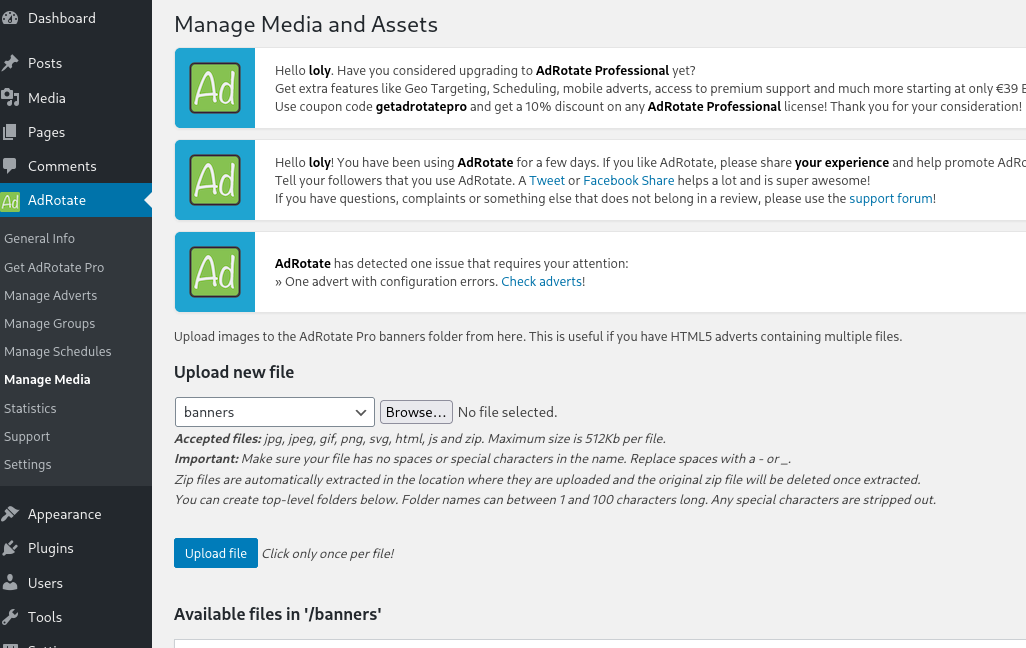 Dashboard
Posts
Media
Pages
Comments
AdRotate
General Info
Get AdRotate Pro
Manage Adverts
Manage Groups
Manage Schedules
Manage Media
Statistics
Support
Settings
Appearance
Plugins
Users
Tools
Manage Media and Assets
Ad
Hello loly. Have you considered upgrading to AdRotate Professional yet?
Get extra features like Geo Targeting, Scheduling, mobile adverts, access to premium support and much more starting at only €39 E
Use coupon code getadrotatepro and get a 10% discount on any AdRotate Professional license! Thank you for your consideration!
Ad
Hello loly! You have been using AdRotate for a few days. If you like AdRotate, please share your experience and help promote AdRo
Tell your followers that you use AdRotate. A Tweet or Facebook Share helps a lot and is super awesome!
If you have questions, complaints or something else that does not belong in a review, please use the support forum!
Ad
AdRotate has detected one issue that requires your attention:
» One advert with configuration errors. Check adverts!
Upload images to the AdRotate Pro banners folder from here. This is useful if you have HTML5 adverts containing multiple files.
Upload new file
banners Browse... No file selected.
Accepted files: jpg, jpeg, gif, png, svg, html, js and zip. Maximum size is 512Kb per file.
Important: Make sure your file has no spaces or special characters in the name. Replace spaces with a - or _.
Zip files are automatically extracted in the location where they are uploaded and the original zip file will be deleted once extracted.
You can create top-level folders below. Folder names can between 1 and 100 characters long. Any special characters are stripped out.
Upload file Click only once per file!
Available files in '/banners'